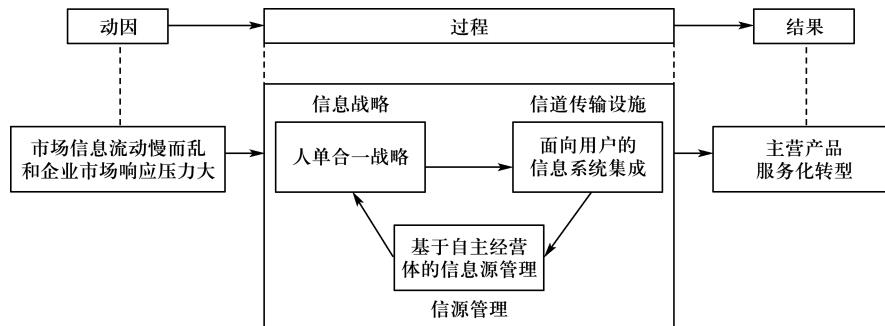 动因
过程
结果
信息战略
信道传输设施
市场信息流动慢而乱
和企业市场响应压力大
人单合一战略
面向用户的
信息系统集成
主营产品
服务化转型
基于自主经营
体的信息源管理
信源管理